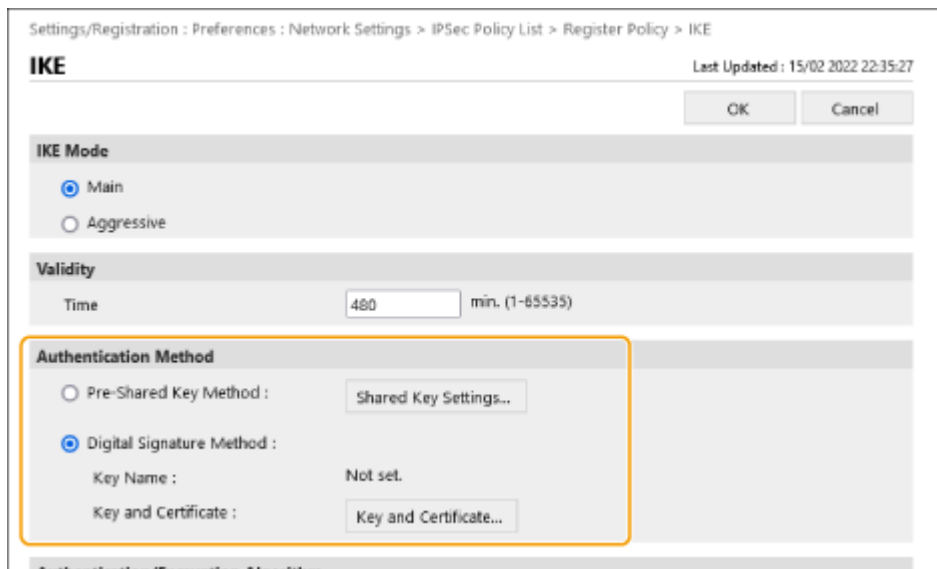 Settings/Registration : Preferences : Network Settings > IPSec Policy List > Register Policy > IKE
IKE
Last Updated : 15/02 2022 22:35:27
OK Cancel
IKE Mode
Main
Aggressive
Validity
Time 480 min. (1-65535)
Authentication Method
Pre-Shared Key Method : Shared Key Settings...
Digital Signature Method :
Key Name : Not set.
Key and Certificate : Key and Certificate...